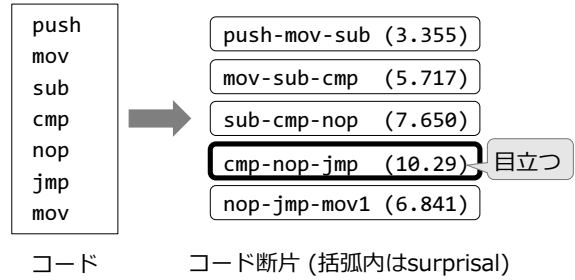 push
mov
sub
cmp
nop
jmp
mov
コード
push-mov-sub (3.355)
mov-sub-cmp (5.717)
sub-cmp-nop (7.650)
cmp-nop-jmp (10.29)
目立つ
nop-jmp-mov1 (6.841)
コード断片 (括弧内はsurprisal)